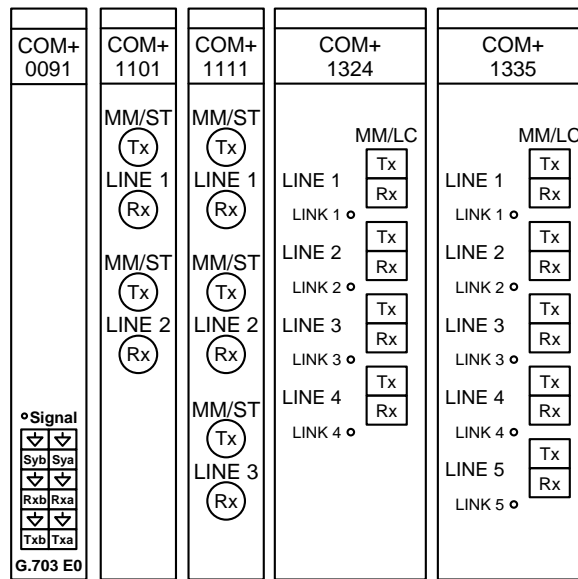 COM+
0091
Signal
Syb Sya
Rxb Rxa
Txb Txa
G.703 E0
COM+
1101
MM/ST
Tx
LINE 1
Rx
MM/ST
Tx
LINE 2
Rx
COM+
1111
MM/ST
Tx
LINE 1
Rx
MM/ST
Tx
LINE 2
Rx
MM/ST
Tx
LINE 3
Rx
COM+
1324
MM/LC
Tx
LINE 1
Rx
LINK 1
Tx
LINE 2
Rx
LINK 2
Tx
LINE 3
Rx
LINK 3
Tx
LINE 4
Rx
LINK 4
COM+
1335
MM/LC
Tx
LINE 1
Rx
LINK 1
Tx
LINE 2
Rx
LINK 2
Tx
LINE 3
Rx
LINK 3
Tx
LINE 4
Rx
LINK 4
Tx
LINE 5
Rx
LINK 5